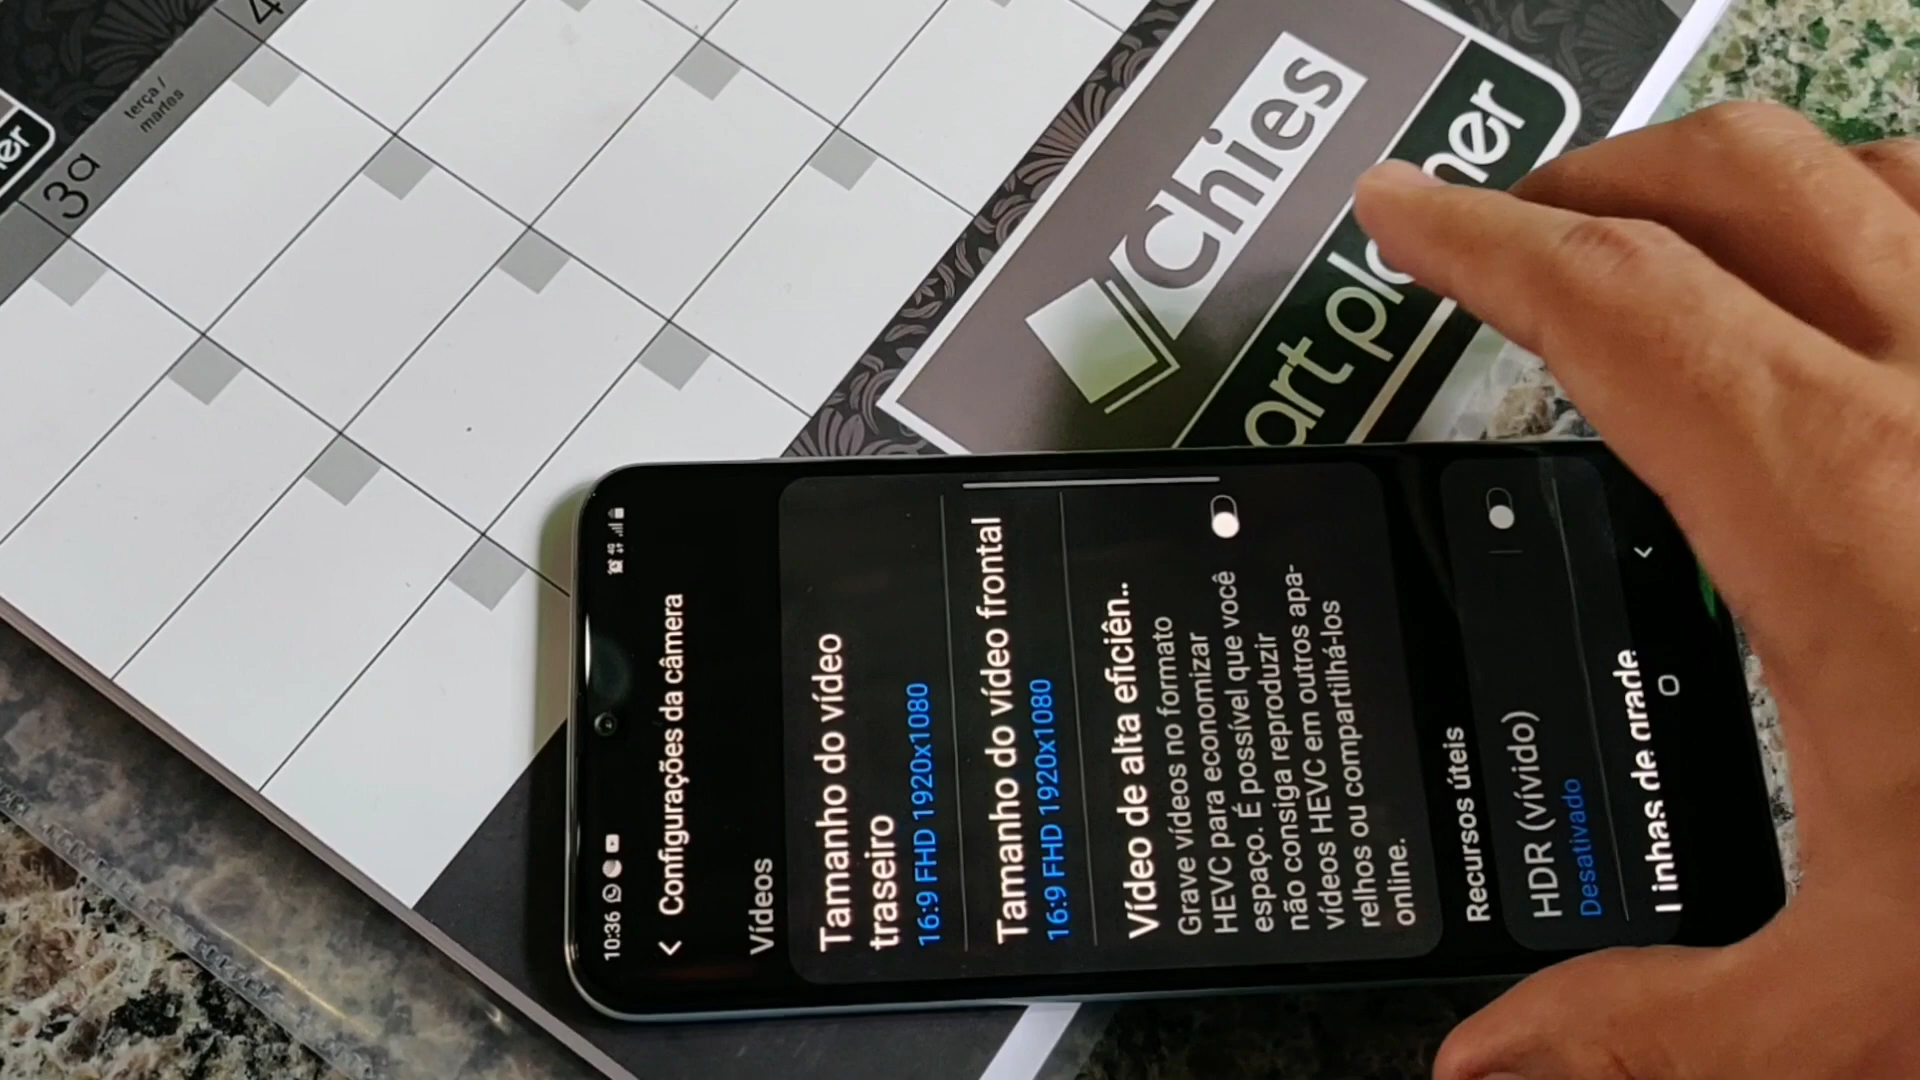 10:36
Configurações da câmera
Vídeos
Tamanho do vídeo
traseiro
16:9 FHD 1920x1080
Tamanho do vídeo frontal
16:9 FHD 1920x1080
Vídeo de alta eficiên..
Grave vídeos no formato
HEVC para economizar
espaço. É possível que você
não consiga reproduzir
vídeos HEVC em outros apa-
relhos ou compartilhá-los
online.
Recursos úteis
HDR (vívido)
Desativado
Linhas de grade
Chies
art
3ª
terça /
martes